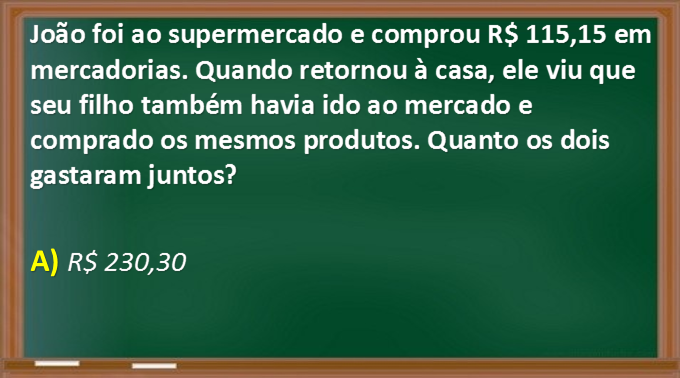 João foi ao supermercado e comprou R$ 115,15 em
mercadorias. Quando retornou à casa, ele viu que
seu filho também havia ido ao mercado e
comprado os mesmos produtos. Quanto os dois
gastaram juntos?
A) R$ 230,30